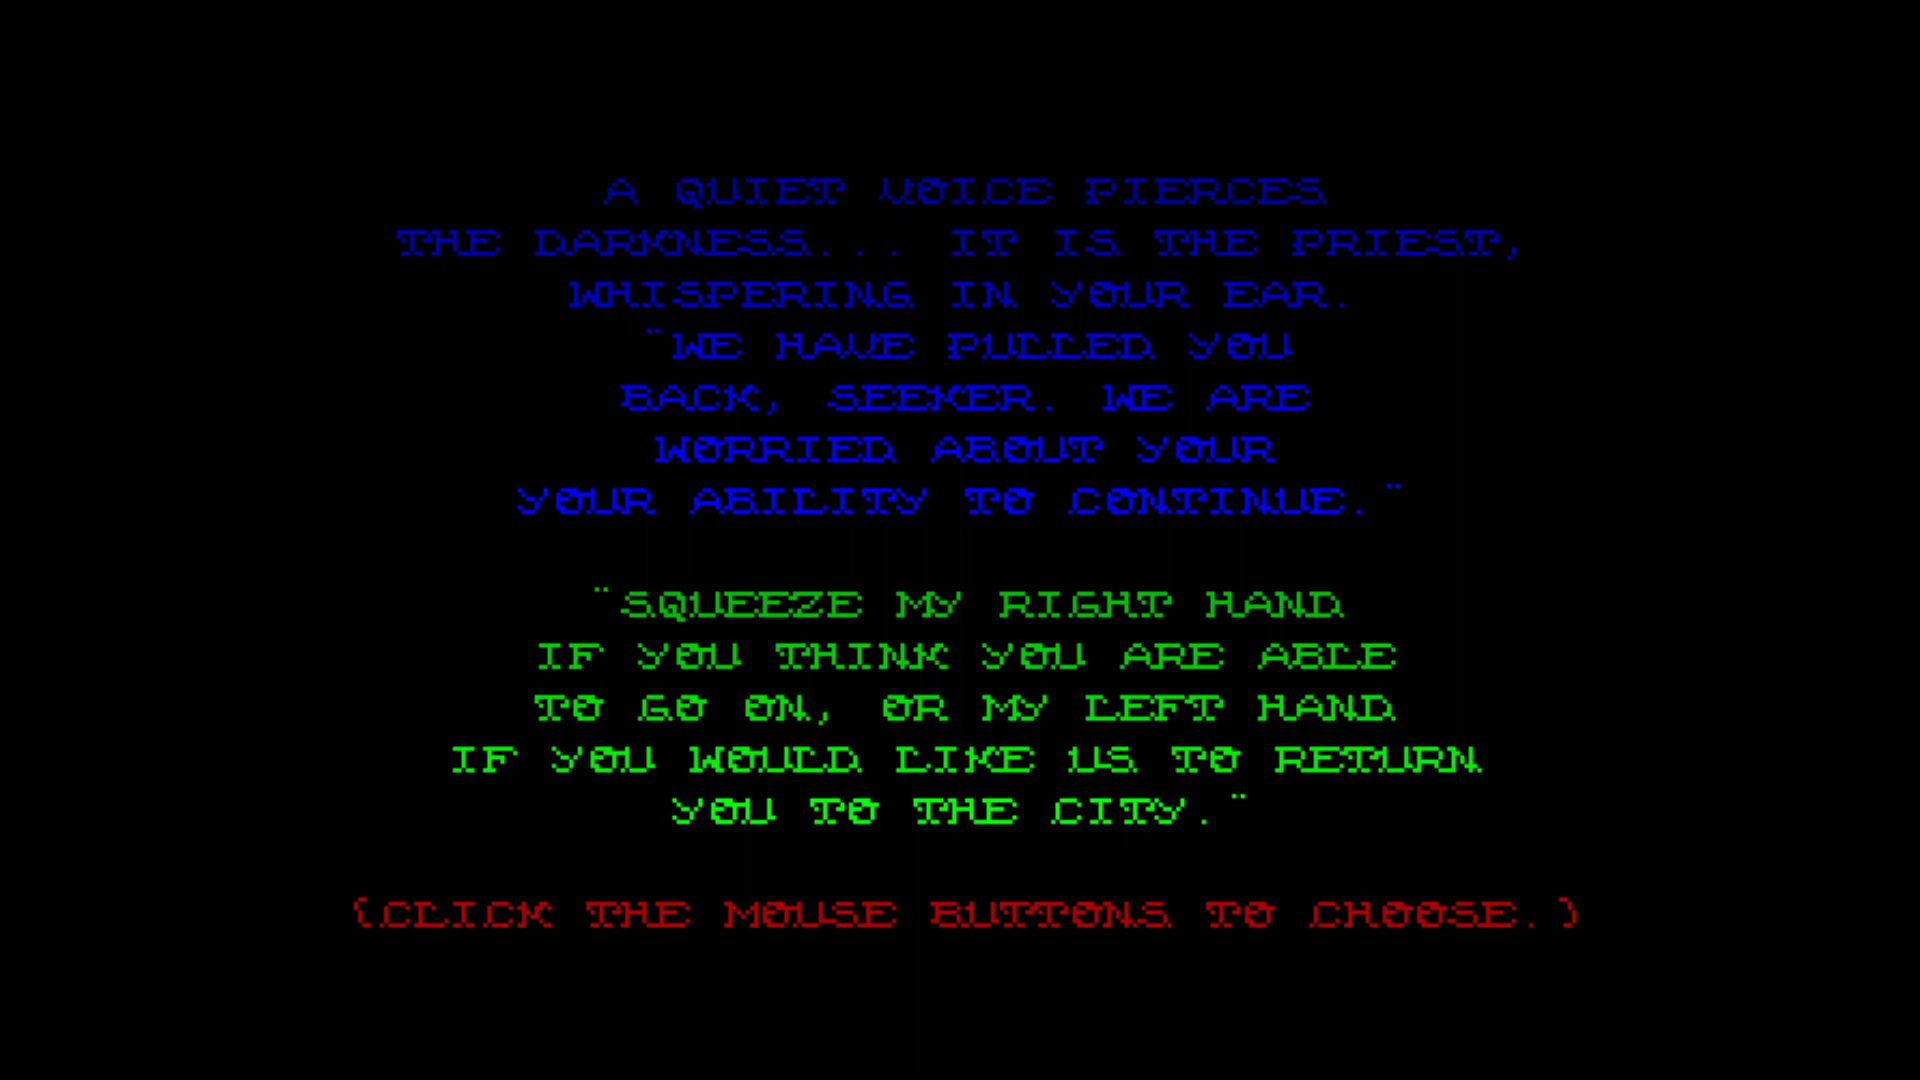 A QUIET VOICE PIERCES
THE DARKNESS... IT IS THE PRIEST,
WHISPERING IN YOUR EAR.
"WE HAVE PULLED YOU
BACK, SEEKER. WE ARE
WORRIED ABOUT YOUR
YOUR ABILITY TO CONTINUE."
"SQUEEZE MY RIGHT HAND
IF YOU THINK YOU ARE ABLE
TO GO ON, OR MY LEFT HAND
IF YOU WOULD LIKE US TO RETURN
YOU TO THE CITY."
(CLICK THE MOUSE BUTTONS TO CHOOSE.)